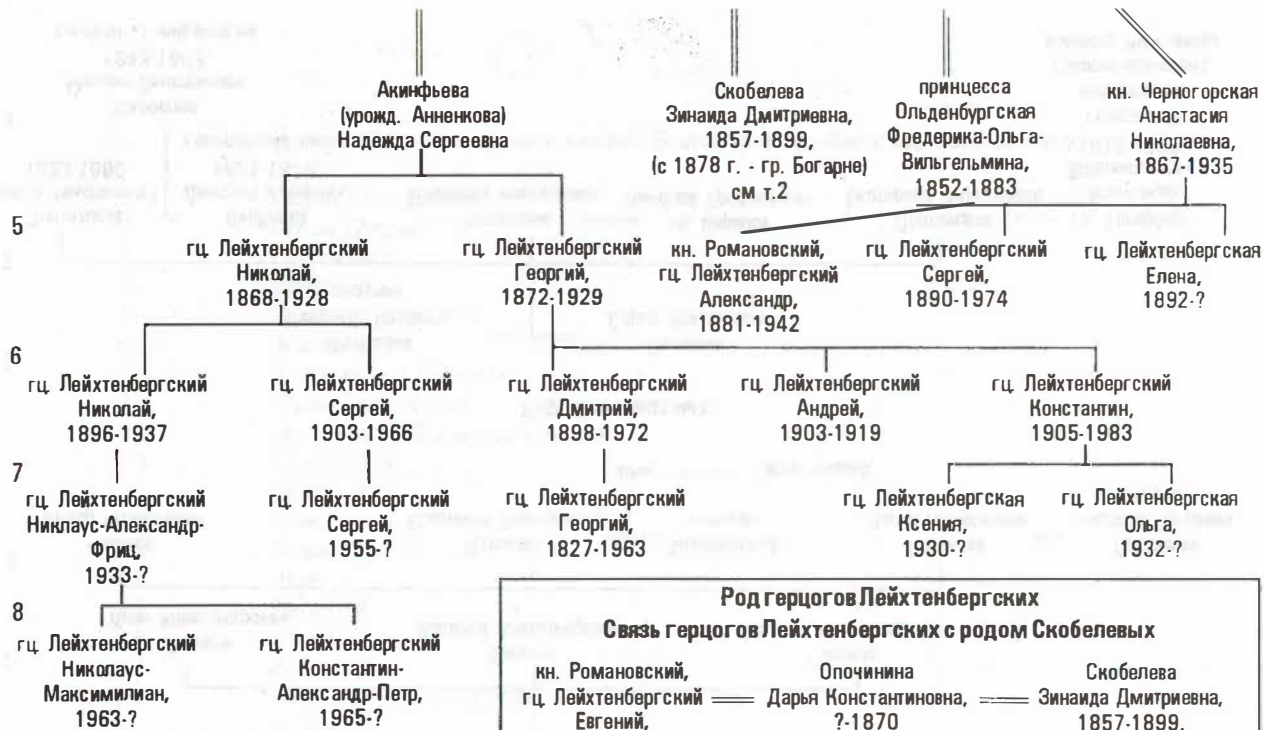 Акинфьева
(урожд. Анненкова)
Надежда Сергеевна
Скобелева
Зинаида Дмитриевна,
1857-1899,
(с 1878 г. - гр. Богарне)
см т.2
принцесса
Ольденбургская
Фредерика-Ольга-
Вильгельмина,
1852-1883
кн. Черногорская
Анастасия
Николаевна,
1867-1935
5
гц. Лейхтенбергский
Николай,
1868-1928
гц. Лейхтенбергский
Георгий,
1872-1929
кн. Романовский,
гц. Лейхтенбергский
Александр,
1881-1942
гц. Лейхтенбергский
Сергей,
1890-1974
гц. Лейхтенбергская
Елена,
1892-?
6
гц. Лейхтенбергский
Николай,
1896-1937
гц. Лейхтенбергский
Сергей,
1903-1966
гц. Лейхтенбергский
Дмитрий,
1898-1972
гц. Лейхтенбергский
Андрей,
1903-1919
гц. Лейхтенбергский
Константин,
1905-1983
7
гц. Лейхтенбергский
Никлаус-Александр-
Фриц,
1933-?
гц. Лейхтенбергский
Сергей,
1955-?
гц. Лейхтенбергский
Георгий,
1827-1963
гц. Лейхтенбергская
Ксения,
1930-?
гц. Лейхтенбергская
Ольга,
1932-?
8
гц. Лейхтенбергский
Николаус-
Максимилиан,
1963-?
гц. Лейхтенбергский
Константин-
Александр-Петр,
1965-?
Род герцогов Лейхтенбергских
Связь герцогов Лейхтенбергских с родом Скобелевых
кн. Романовский,
гц. Лейхтенбергский
Евгений,
Опочинина
Дарья Константиновна,
?-1870
Скобелева
Зинаида Дмитриевна,
1857-1899,